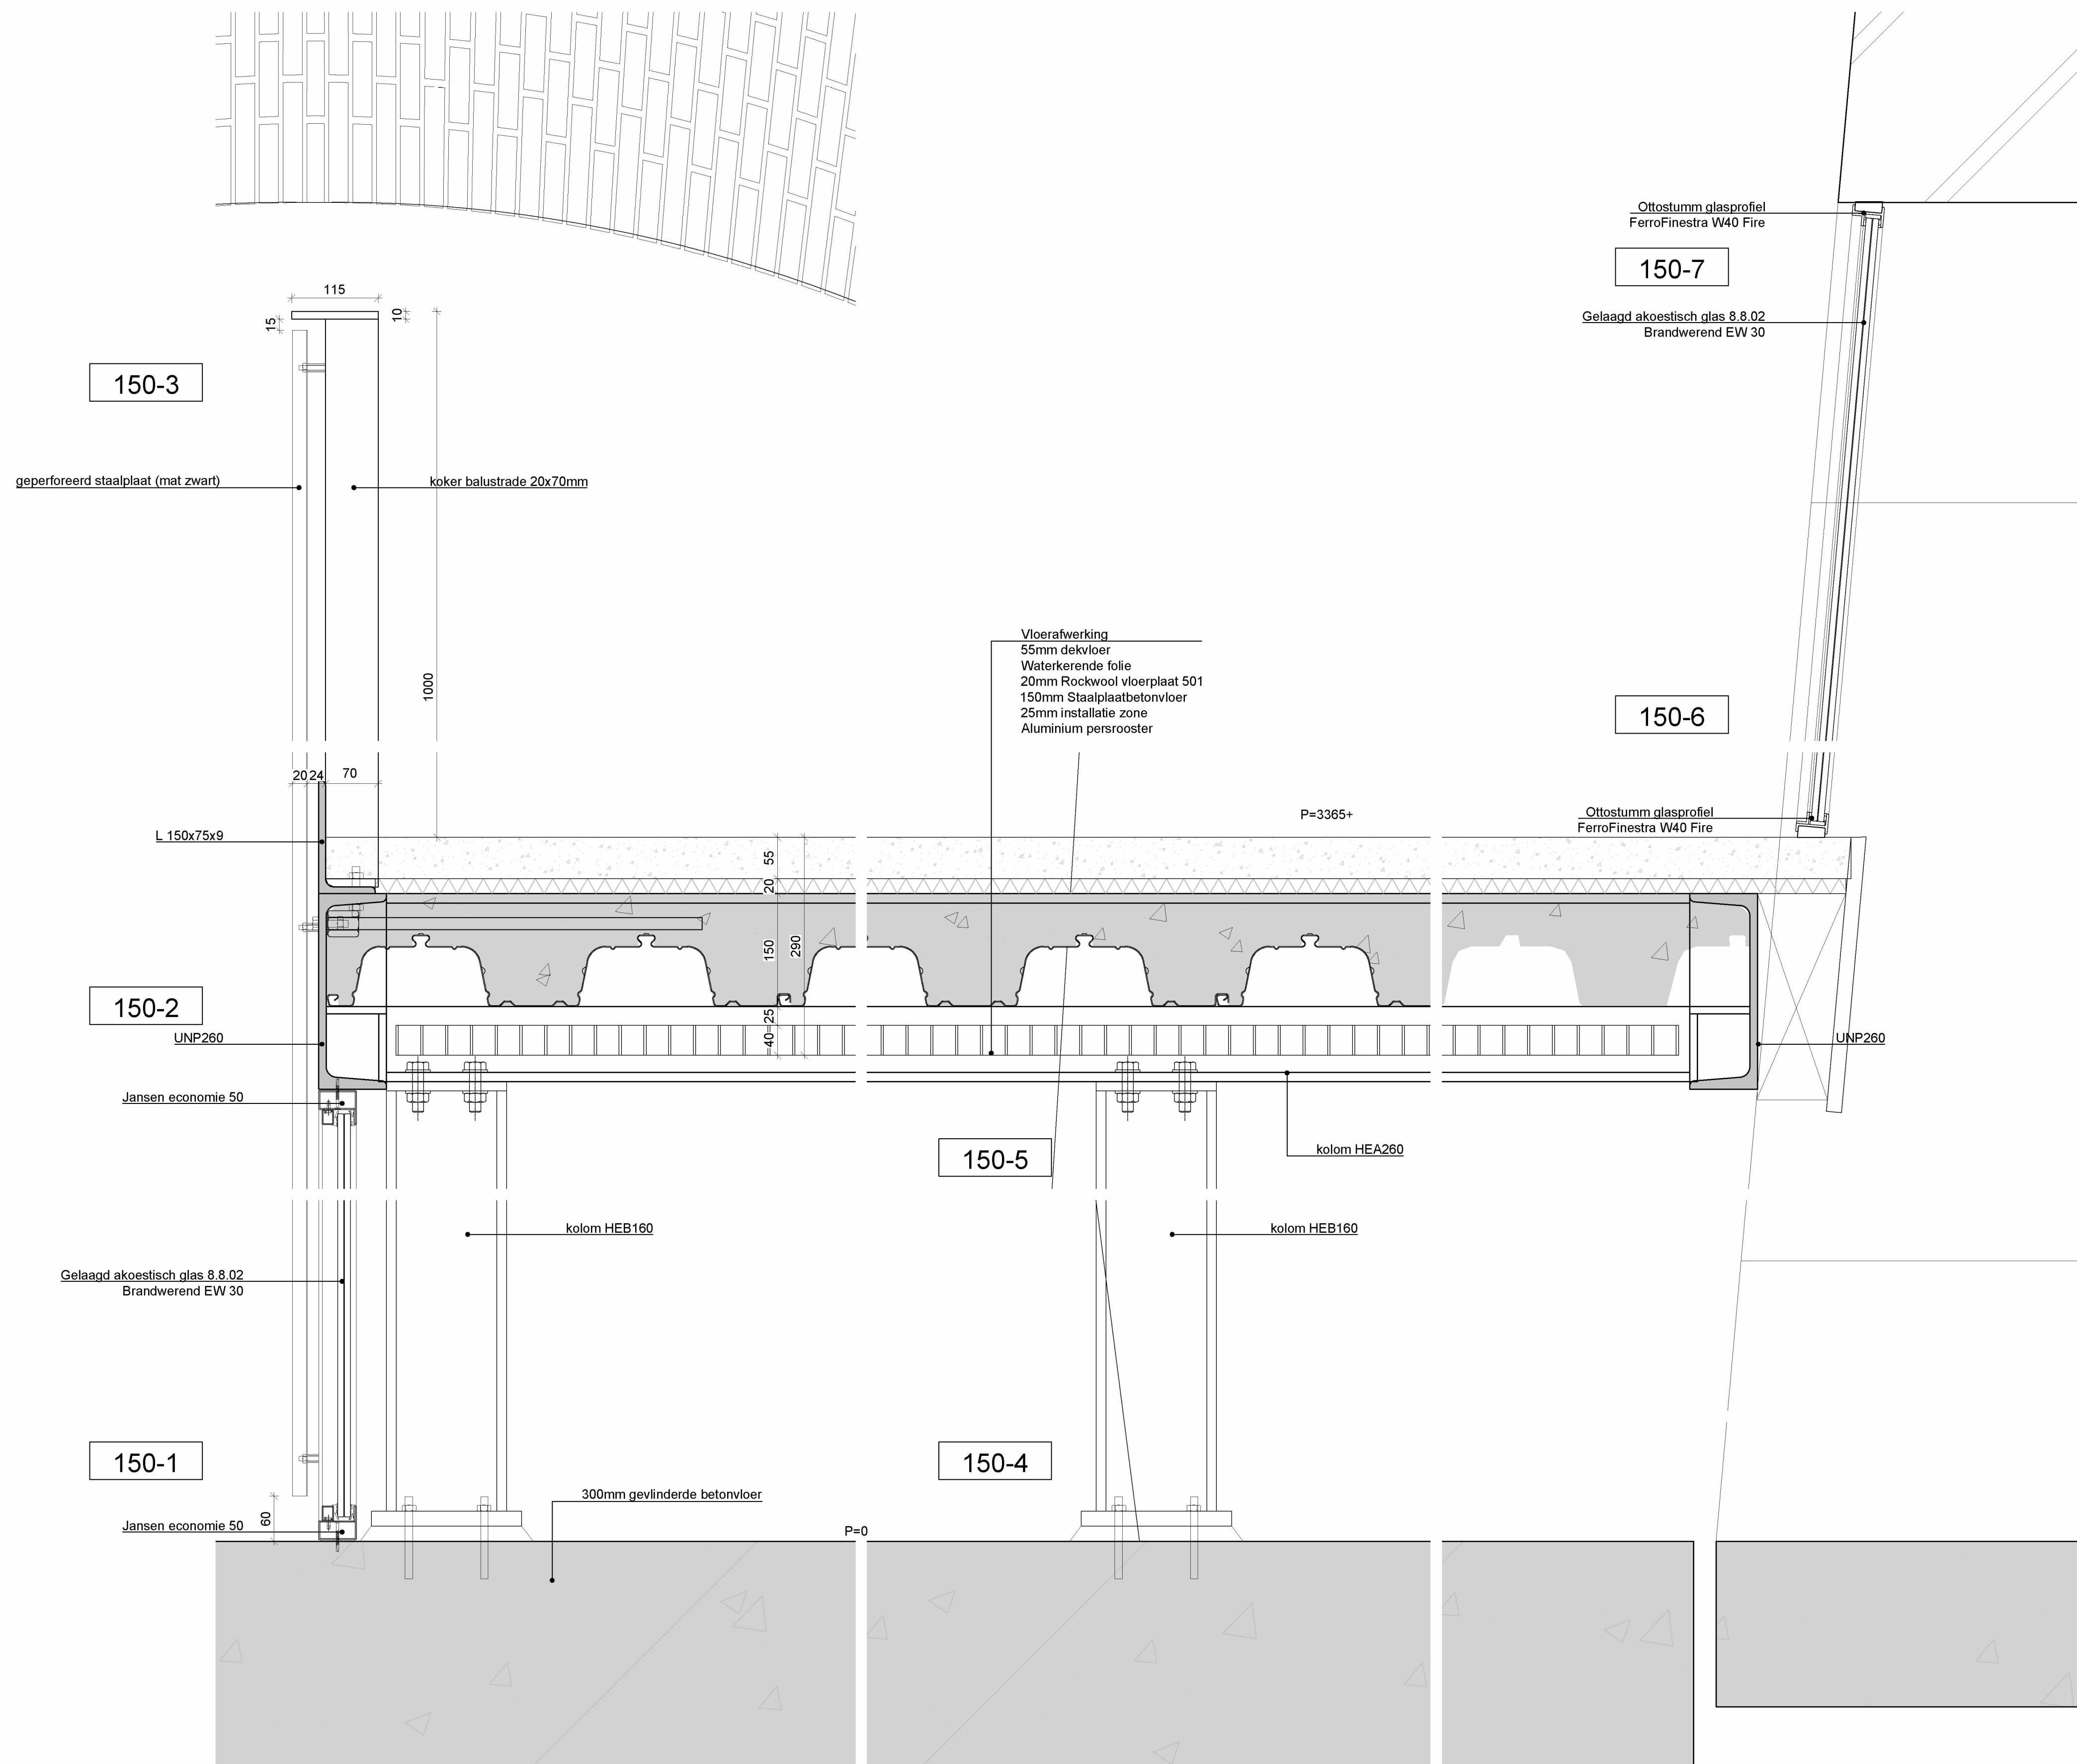 Ottostumm glasprofiel
FerroFinestra W40 Fire
150-7
115
15
10
Gelaagd akoestisch glas 8.8.02
Brandwerend EW 30
150-3
geperforeerd staalplaat (mat zwart)
koker balustrade 20x70mm
1000
Vloerafwerking
55mm dekvloer
Waterkerende folie
20mm Rockwool vloerplaat 501
150mm Staalplaatbetonvloer
25mm installatie zone
Aluminium persrooster
150-6
20
24
70
P=3365+
Ottostumm glasprofiel
FerroFinestra W40 Fire
L 150x75x9
55
20
150
290
25
40=
150-2
UNP260
UNP260
Jansen economie 50
150-5
kolom HEA260
kolom HEB160
kolom HEB160
Gelaagd akoestisch glas 8.8.02
Brandwerend EW 30
150-1
150-4
300mm gevlinderde betonvloer
60
Jansen economie 50
P=0